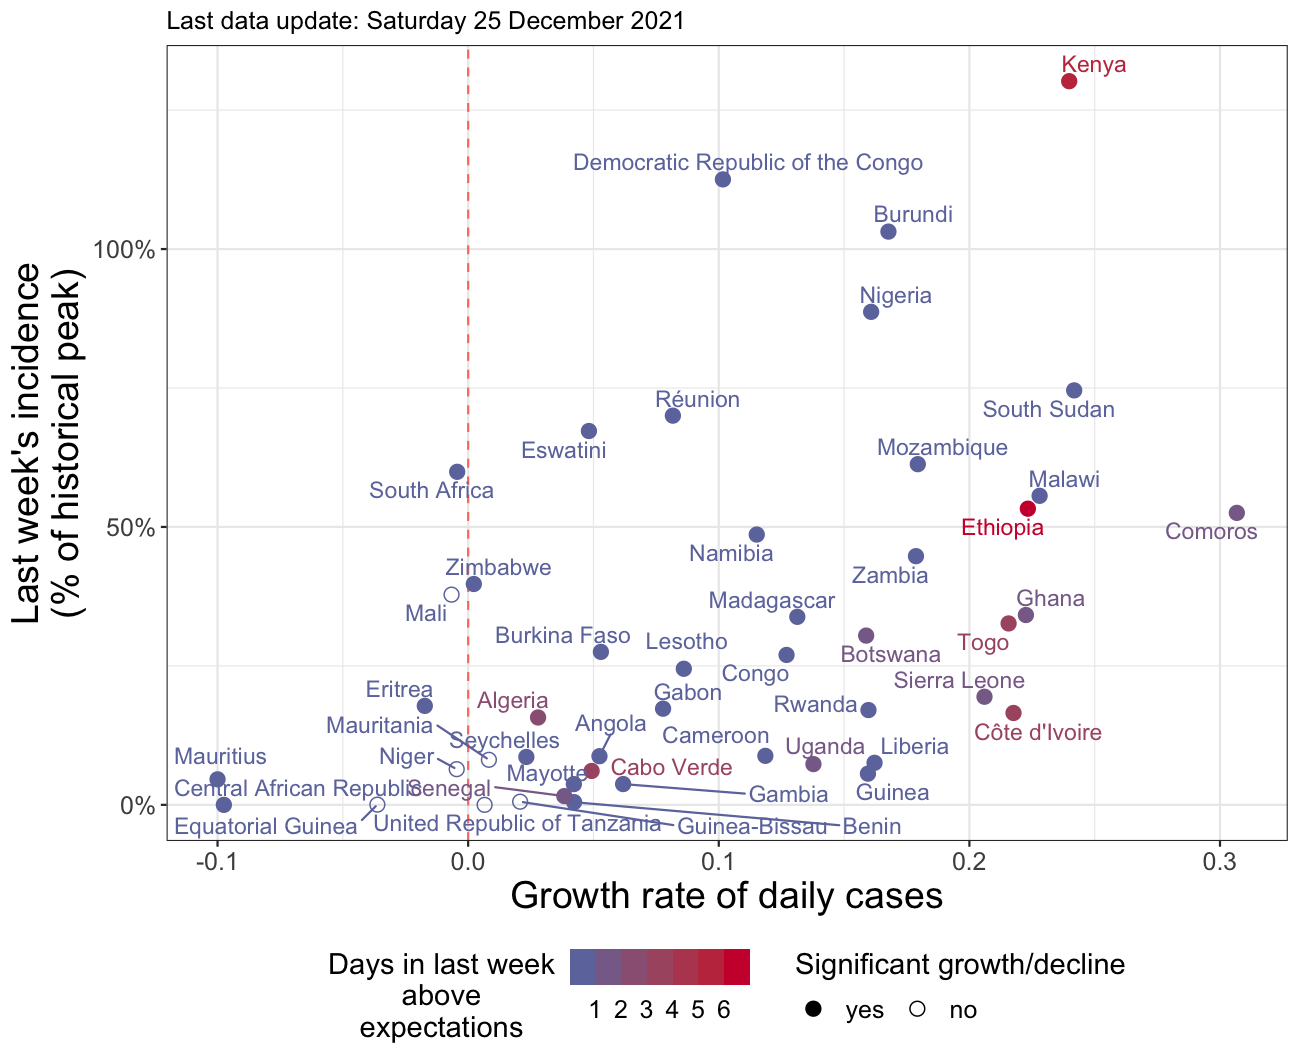 Last data update: Saturday 25 December 2021
Kenya
Democratic Republic of the Congo
Burundi
100%
Nigeria
Réunion
South Sudan
Eswatini
Mozambique
South Africa
Malawi
50%
Ethiopia
Comoros
Namibia
Zimbabwe
Zambia
Mali
Madagascar
Ghana
Burkina Faso
Lesotho
Togo
Botswana
Congo
Sierra Leone
Eritrea
Gabon
Algeria
Rwanda
Mauritania
Angola
Côte d'Ivoire
Seychelles
Cameroon
Uganda
Liberia
Mauritius
Niger
Mayotte
Cabo Verde
Central African Republic
Senegal
Gambia
Guinea
0%
Equatorial Guinea
United Republic of Tanzania
Guinea-Bissau
Benin
-0.1 0.0 0.1 0.2 0.3
Last week's incidence
(% of historical peak)
Growth rate of daily cases
Days in last week
above
expectations
1 2 3 4 5 6
Significant growth/decline
yes no